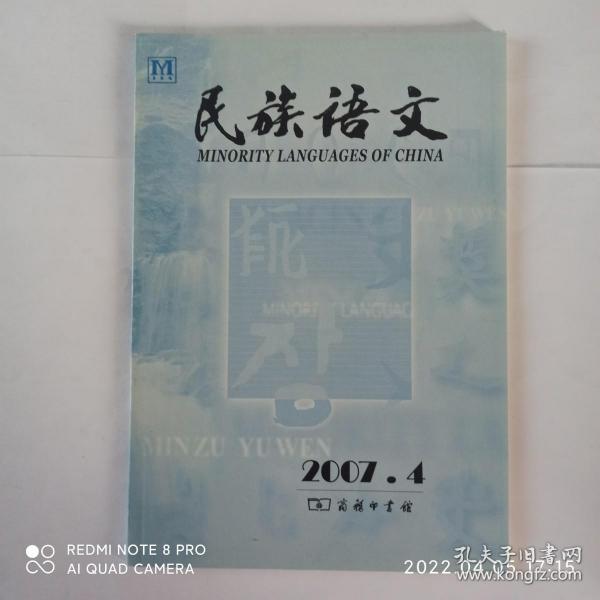 M
民族语文
MINORITY LANGUAGES OF CHINA
ZU YU WEN
MINORITY LANGUAG
장
MINZU YUWEN
2007.4
商务印书馆
REDMI NOTE 8 PRO
AI QUAD CAMERA
2022.04.05 17:15
孔夫子旧书网
www.kongfz.com